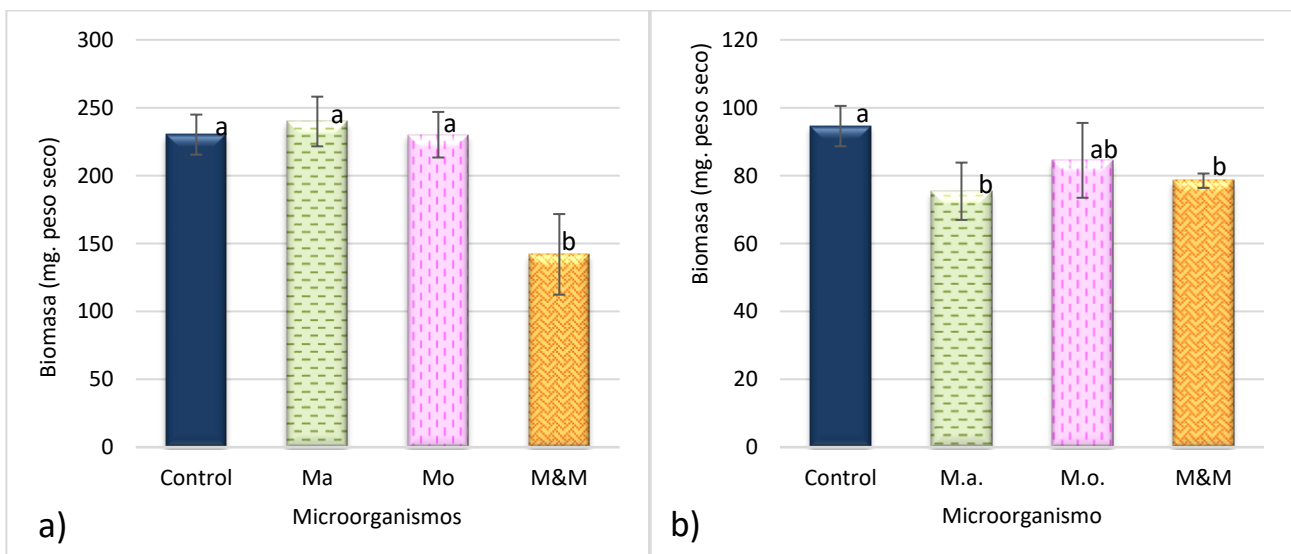 300
250
200
150
100
50
0
Biomasa (mg. peso seco)
a
a
a
b
Control Ma Mo M&M
Microorganismos
a)
120
100
80
60
40
20
0
Biomasa (mg. peso seco)
a
b
ab
b
Control M.a. M.o. M&M
Microorganismo
b)